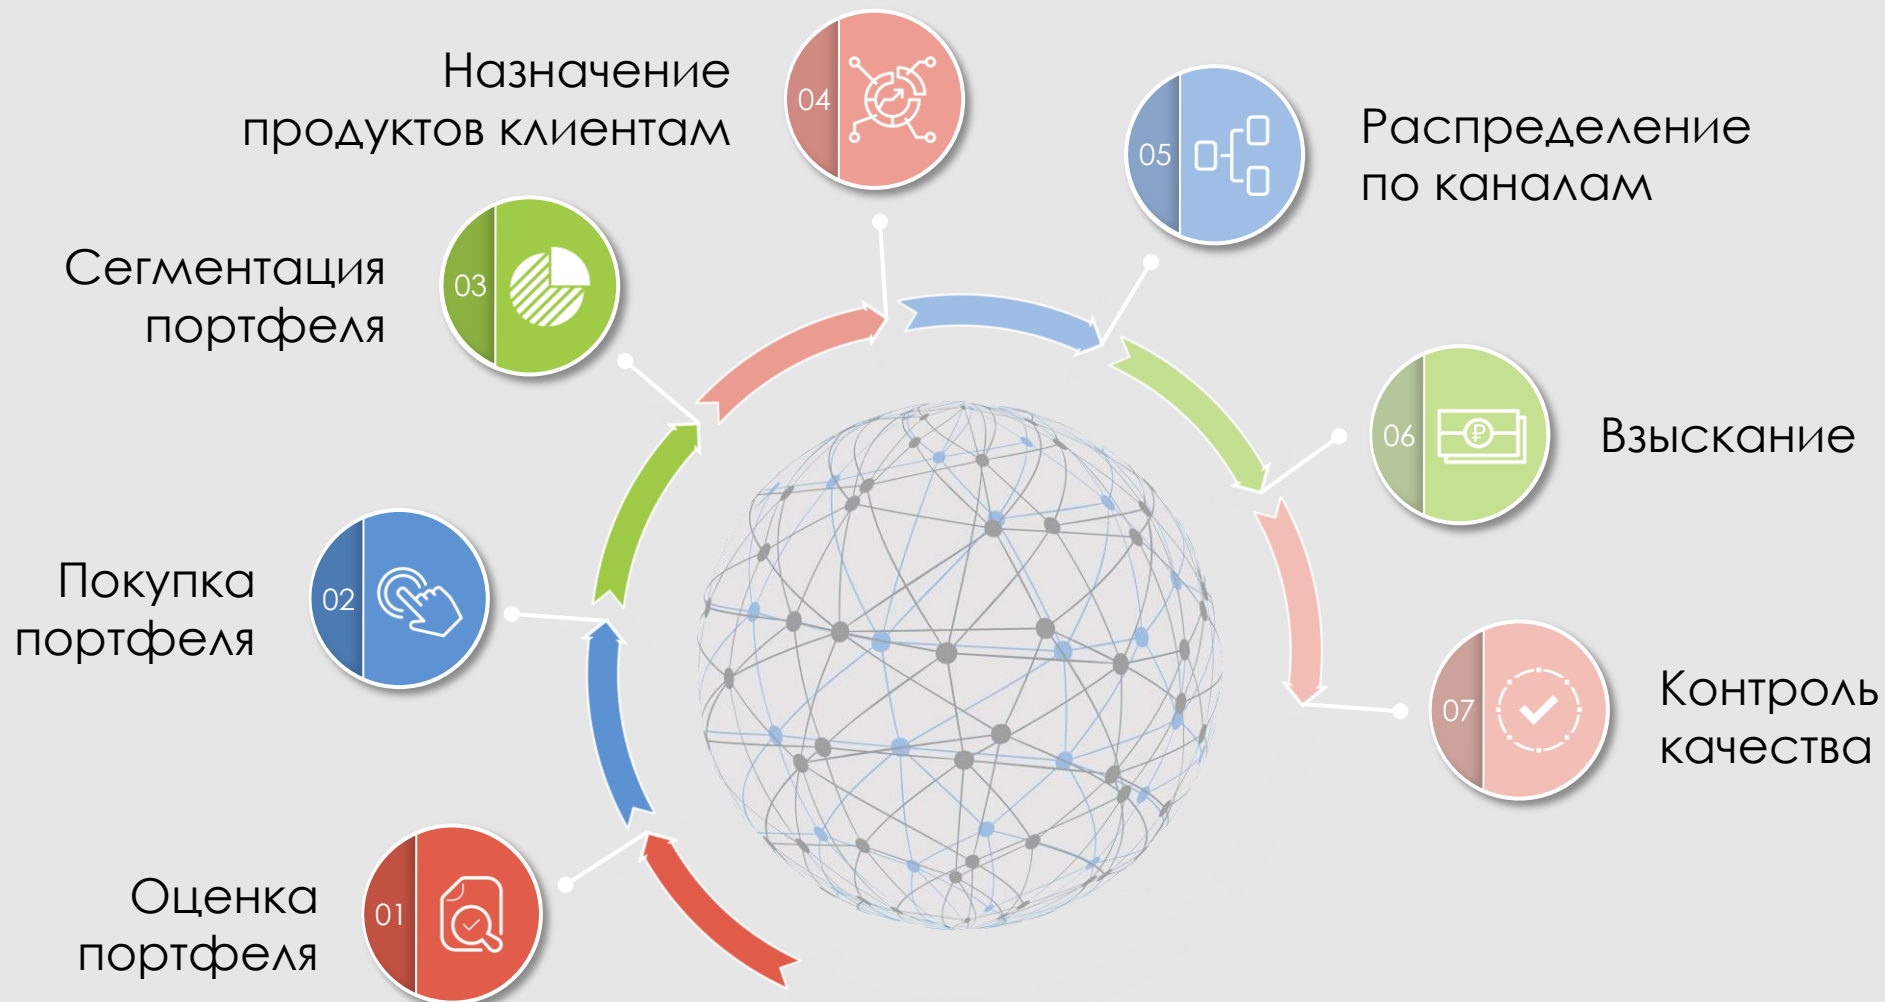 01
Оценка
портфеля
02
Покупка
портфеля
03
Сегментация
портфеля
04
Назначение
продуктов клиентам
05
Распределение
по каналам
06
₽
Взыскание
07
Контроль
качества